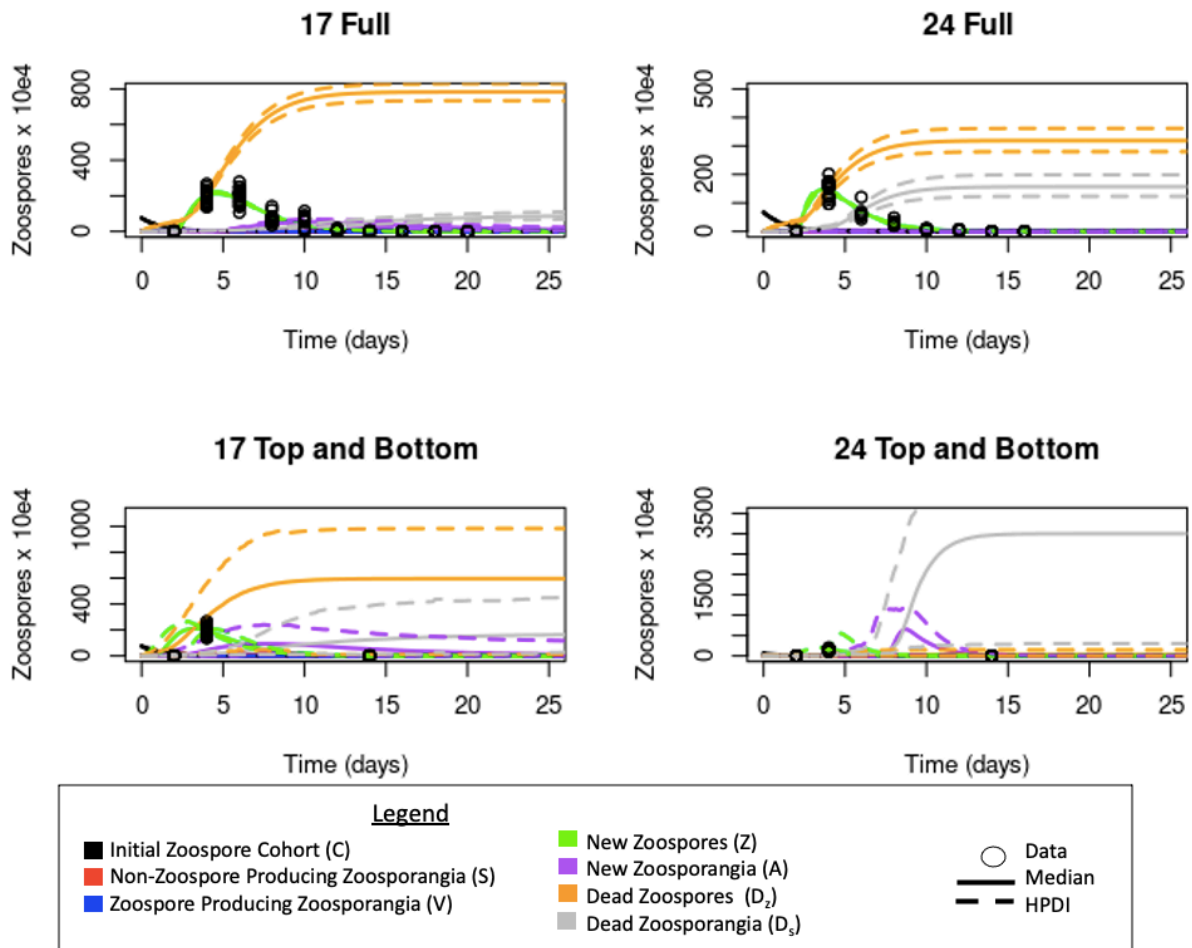 17 Full
24 Full
Zoospores x 10e4
800
400
0
0 5 10 15 20 25
Time (days)
Zoospores x 10e4
500
200
0
0 5 10 15 20 25
Time (days)
17 Top and Bottom
24 Top and Bottom
Zoospores x 10e4
1000
400
0
0 5 10 15 20 25
Time (days)
Zoospores x 10e4
3500
1500
0
0 5 10 15 20 25
Time (days)
Legend
Initial Zoospore Cohort (C)
Non-Zoospore Producing Zoosporangia (S)
Zoospore Producing Zoosporangia (V)
New Zoospores (Z)
New Zoosporangia (A)
Dead Zoospores (Dz)
Dead Zoosporangia (Ds)
Data
Median
HPDI